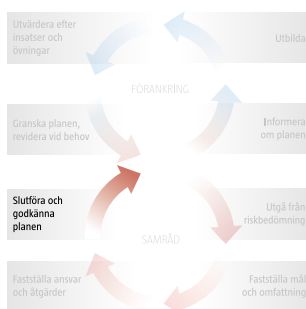 Utvärdera efter
insatser och
övningar
Utbilda
FÖRANKRING
Granska planen,
revidera vid behov
Informera
om planen
Slutföra och
godkänna
planen
Utgå från
riskbedömning
SAMRÅD
Fastställa ansvar
och åtgärder
Fastställa mål
och omfattning